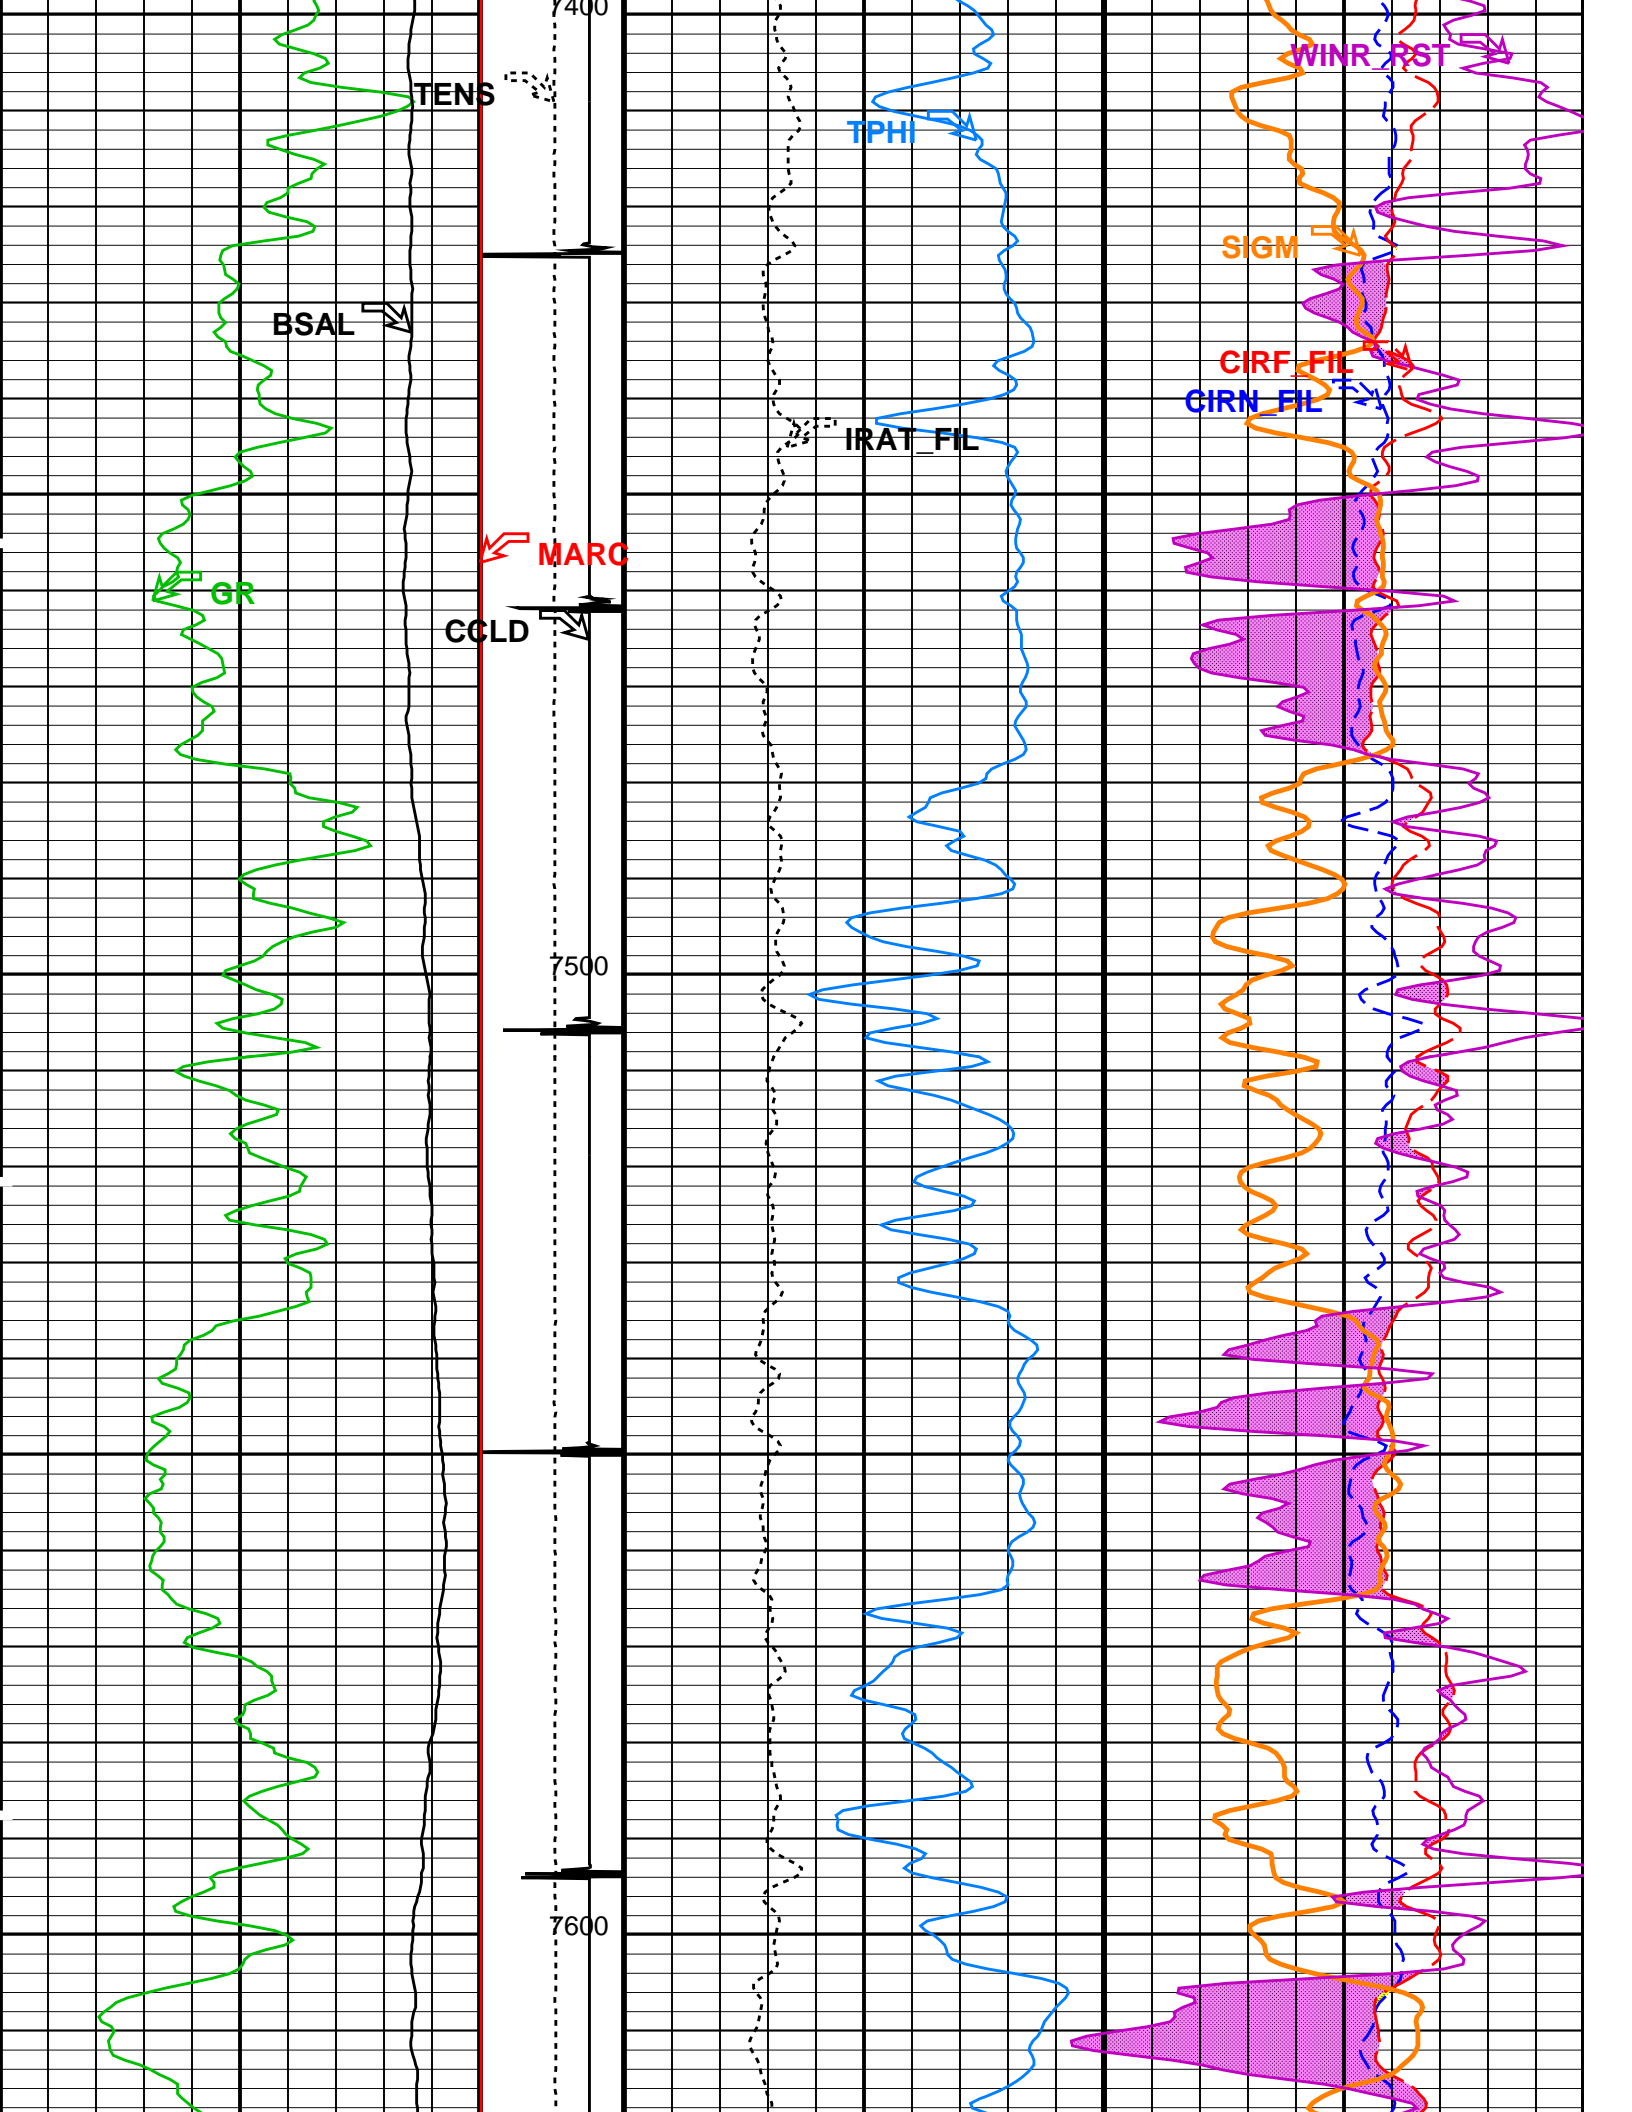 7400
WINR_RST
TENS
TPHI
SIGM
BSAL
CIRF_FIL
CIRN_FIL
IRAT_FIL
MARC
GR
CCLD
7500
7600